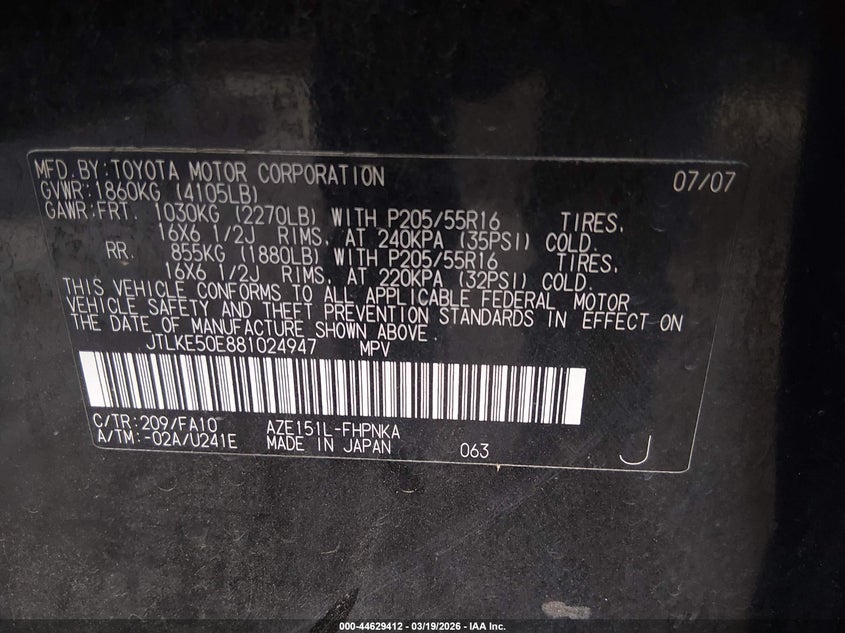 MFD. BY: TOYOTA MOTOR CORPORATION 07/07
GVWR: 1860KG (4105LB)
GAWR: FRT. 1030KG (2270LB) WITH P205/55R16 TIRES,
16X6 1/2J RIMS, AT 240KPA (35PSI) COLD.
RR. 855KG (1880LB) WITH P205/55R16 TIRES,
16X6 1/2J RIMS, AT 220KPA (32PSI) COLD.
THIS VEHICLE CONFORMS TO ALL APPLICABLE FEDERAL MOTOR
VEHICLE SAFETY AND THEFT PREVENTION STANDARDS IN EFFECT ON
THE DATE OF MANUFACTURE SHOWN ABOVE.
JTLKE50E881024947 MPV
C/TR: 209/FA10 AZE151L-FHPNKA
A/TM: -02A/U241E MADE IN JAPAN 063 J
000-44629412 - 03/19/2026 - IAA Inc.